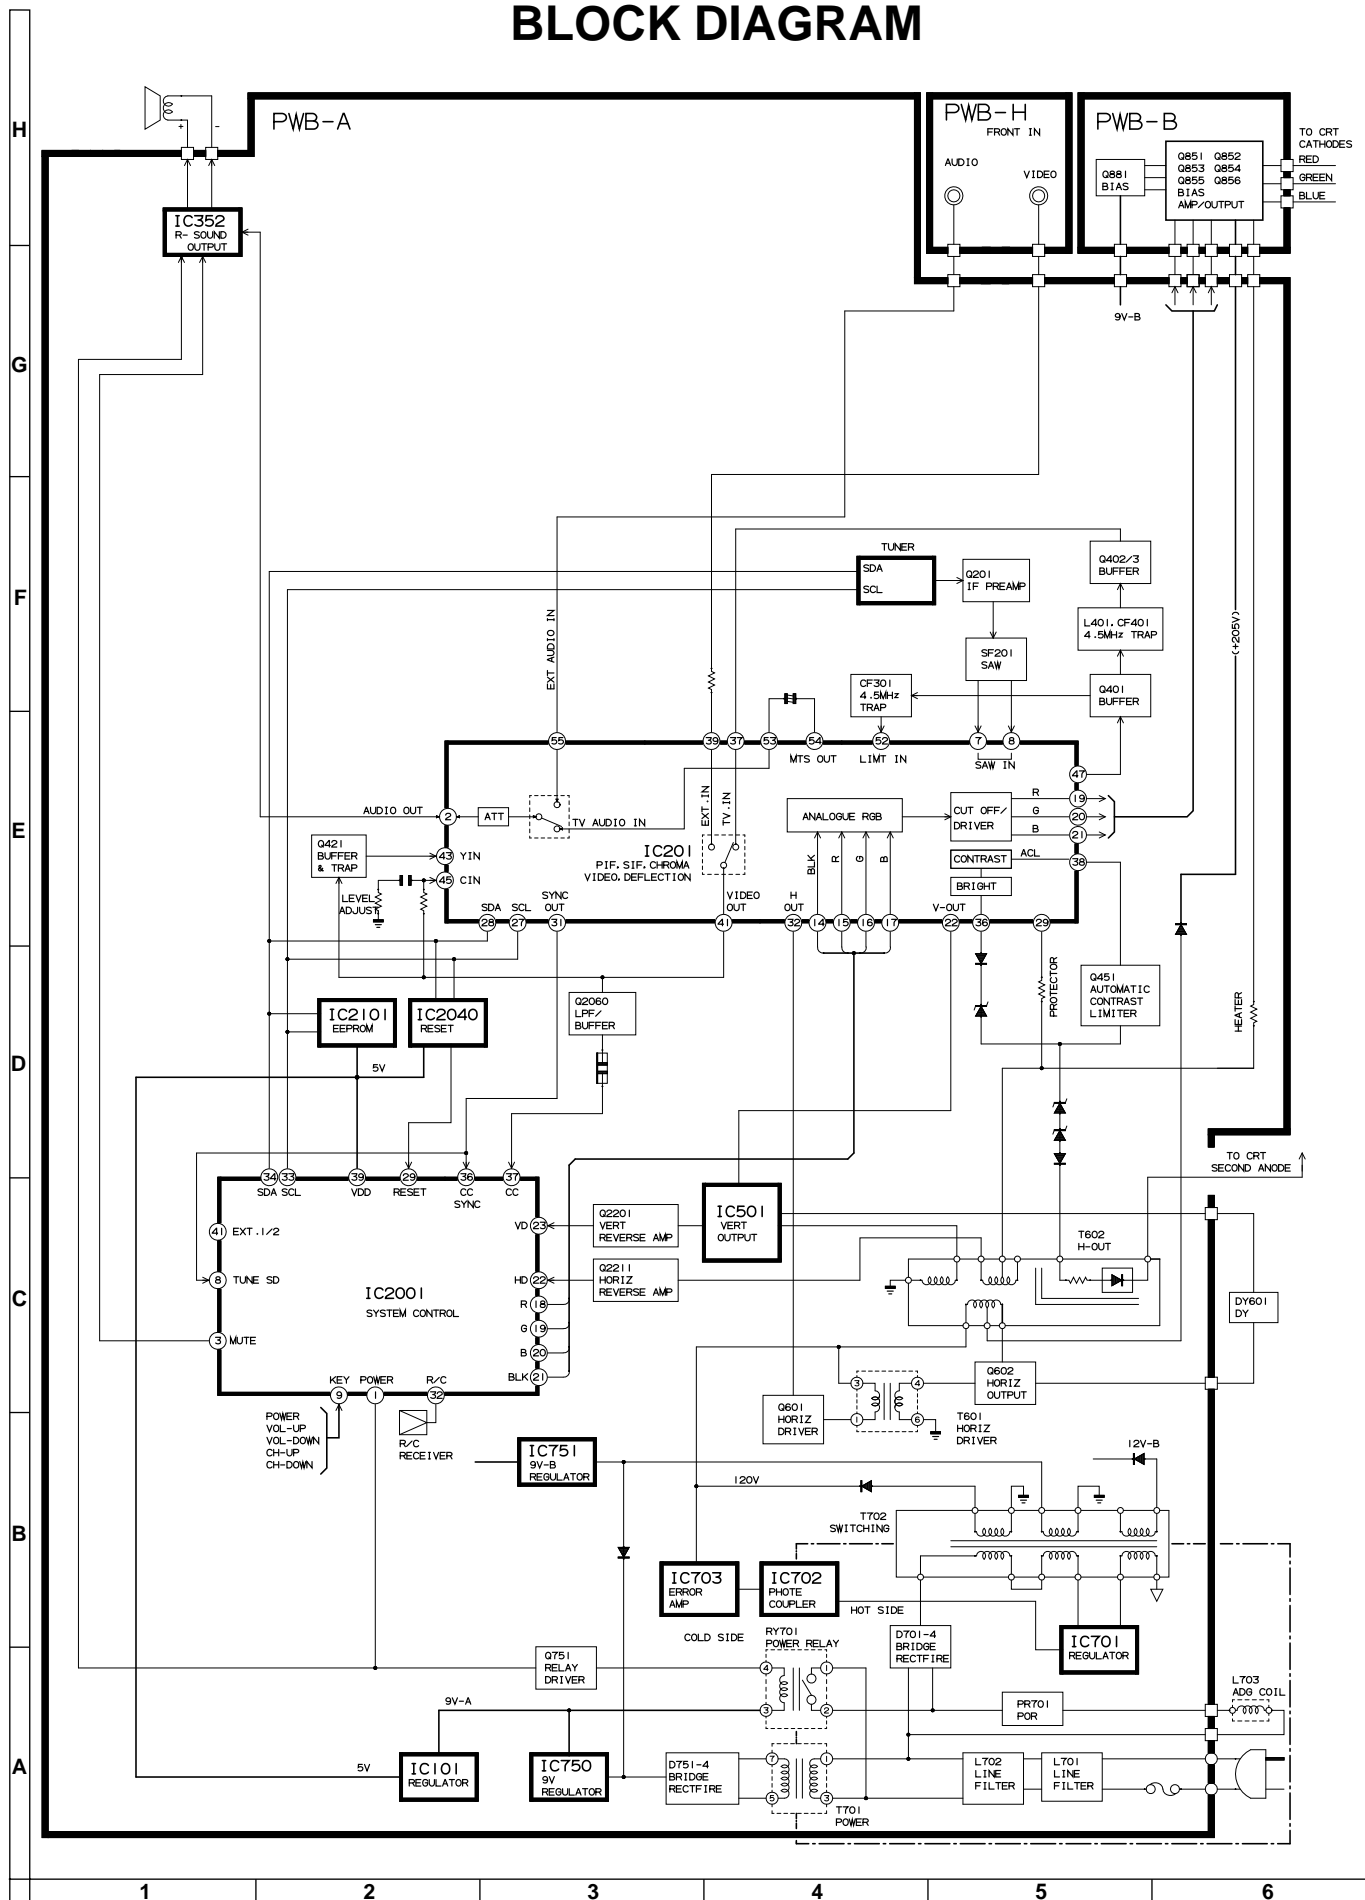 BLOCK DIAGRAM
H
PWB-A
PWB-H
FRONT IN
AUDIO
VIDEO
PWB-B
Q881
BIAS
Q851 Q852
Q853 Q854
Q855 Q856
BIAS
AMP/OUTPUT
TO CRT
CATHODES
RED
GREEN
BLUE
+
-
IC352
R- SOUND
OUTPUT
9V-B
G
F
TUNER
SDA
SCL
Q201
IF PREAMP
Q402/3
BUFFER
L401,CF401
4.5MHz TRAP
SF201
SAW
CF301
4.5MHz
TRAP
Q401
BUFFER
(+205V)
EXT AUDIO IN
55
39
37
53
54
52
7
8
MTS OUT
LIMT IN
SAW IN
47
E
AUDIO OUT
2
ATT
TV AUDIO IN
EXT.IN
TV.IN
ANALOGUE RGB
CUT OFF/
DRIVER
R
G
B
19
20
21
Q421
BUFFER
& TRAP
43
YIN
45
CIN
LEVEL
ADJUST
IC201
PIF,SIF,CHROMA
VIDEO,DEFLECTION
BLK
R
G
B
CONTRAST
ACL
38
BRIGHT
SDA
SCL
SYNC
OUT
VIDEO
OUT
H
OUT
V-OUT
28
27
31
41
32
14
15
16
17
22
36
29
D
IC2101
EEPROM
IC2040
RESET
Q2060
LPF/
BUFFER
PROTECTOR
Q451
AUTOMATIC
CONTRAST
LIMITER
HEATER
5V
TO CRT
SECOND ANODE
34
33
39
29
36
37
SDA
SCL
VDD
RESET
CC
SYNC
CC
C
41
EXT.1/2
8
TUNE SD
3
MUTE
IC2001
SYSTEM CONTROL
VD
23
HD
22
R
18
G
19
B
20
BLK
21
Q2201
VERT
REVERSE AMP
Q2211
HORIZ
REVERSE AMP
IC501
VERT
OUTPUT
T602
H-OUT
DY601
DY
KEY
POWER
R/C
9
1
32
Q601
HORIZ
DRIVER
3
4
1
6
T601
HORIZ
DRIVER
Q602
HORIZ
OUTPUT
B
POWER
VOL-UP
VOL-DOWN
CH-UP
CH-DOWN
R/C
RECEIVER
IC751
9V-B
REGULATOR
120V
12V-B
T702
SWITCHING
IC703
ERROR
AMP
IC702
PHOTE
COUPLER
HOT SIDE
COLD SIDE
D701-4
BRIDGE
RECTFIRE
IC701
REGULATOR
A
Q751
RELAY
DRIVER
RY701
POWER RELAY
4
1
3
2
PR701
POR
L703
ADG COIL
9V-A
5V
IC101
REGULATOR
IC750
9V
REGULATOR
D751-4
BRIDGE
RECTFIRE
7
1
5
3
T701
POWER
L702
LINE
FILTER
L701
LINE
FILTER
1
2
3
4
5
6